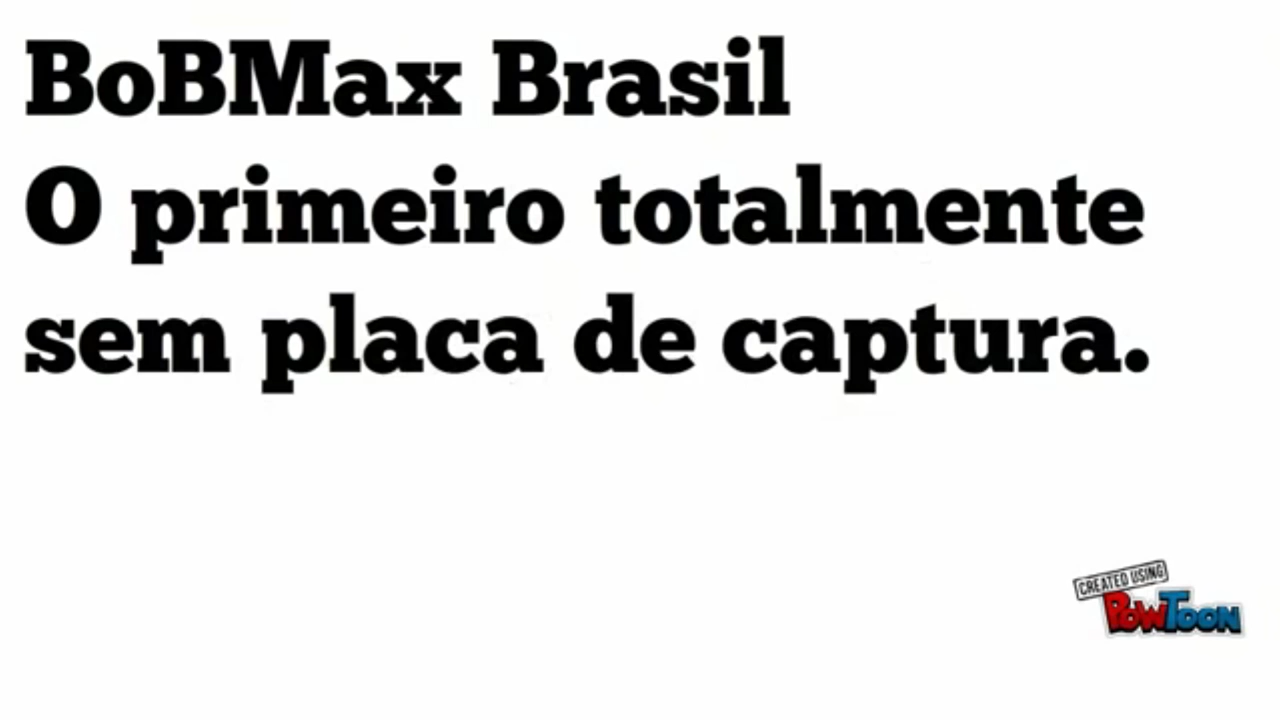 BoBMax Brasil
O primeiro totalmente
sem placa de captura.
CREATED USING
PowToon